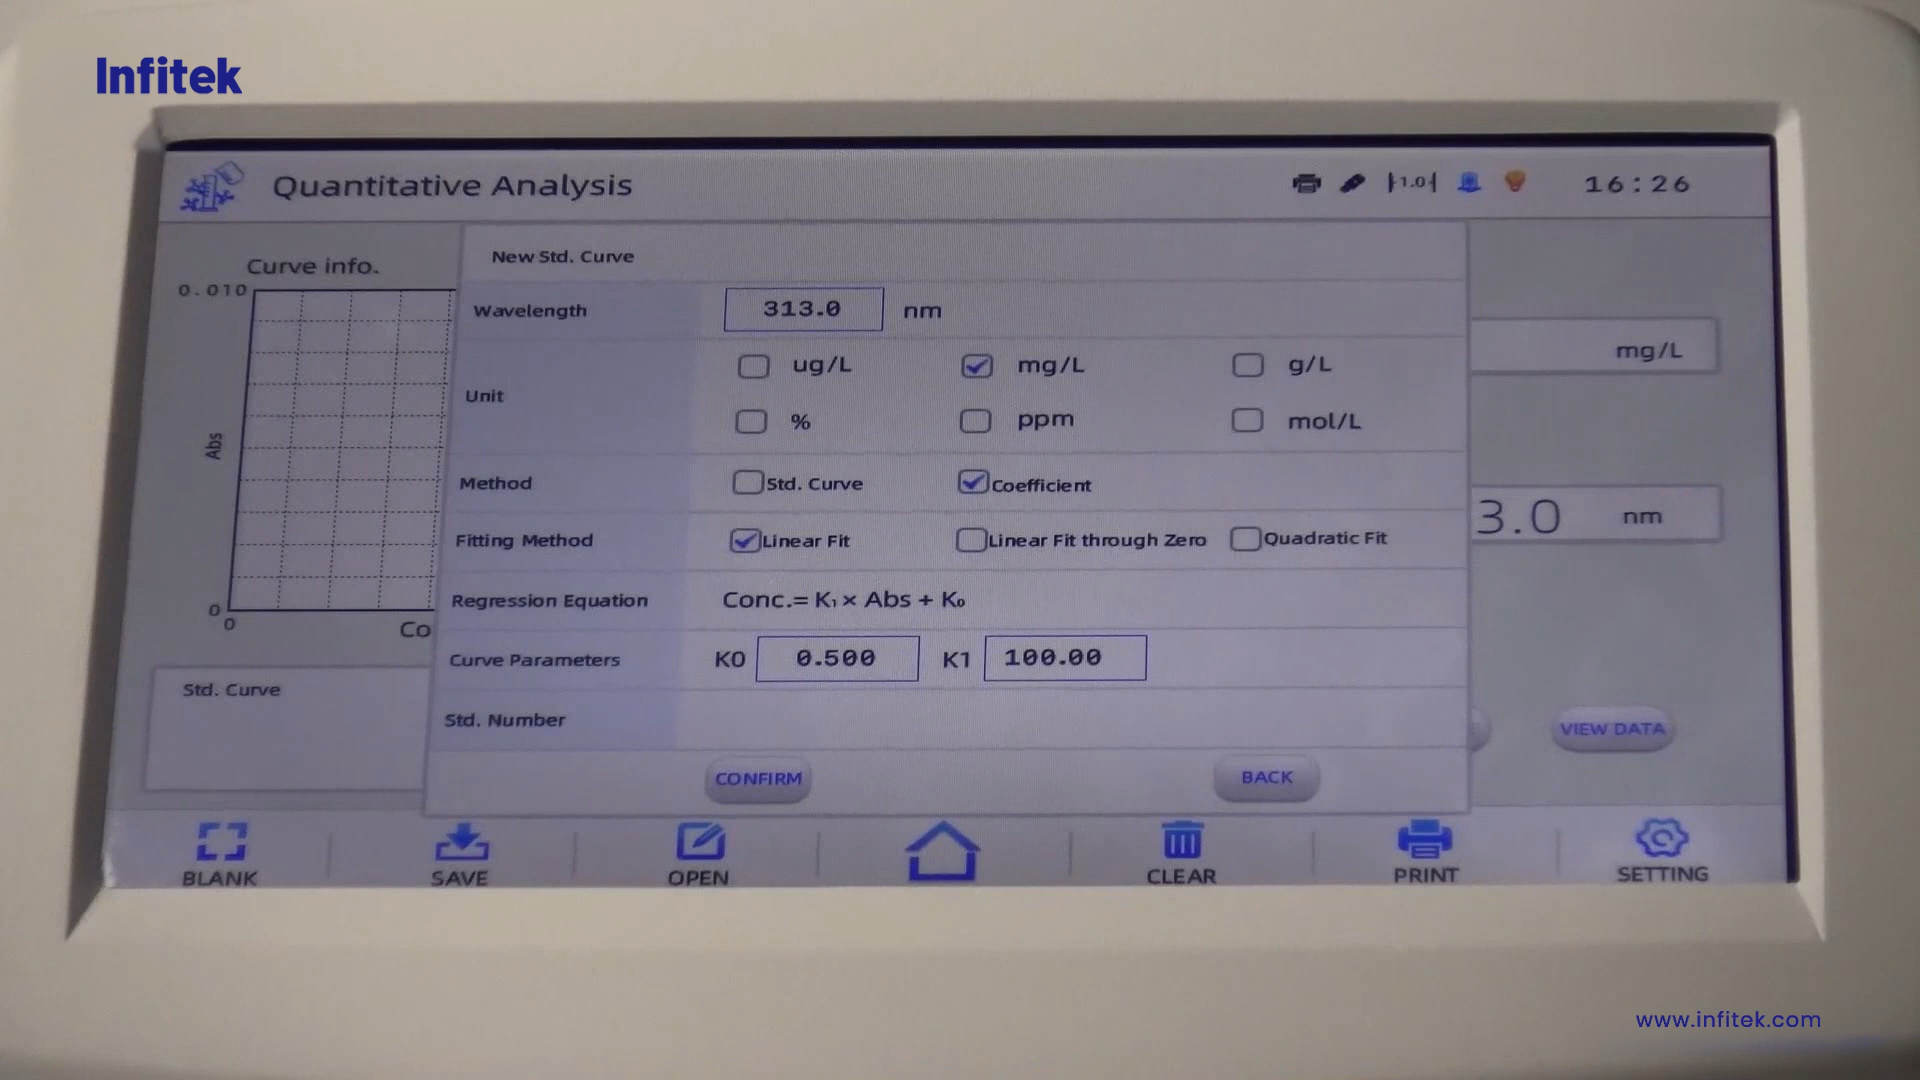 Infitek
Quantitative Analysis
1.0
16:26
Curve info.
0.010
Abs
0
0
Co
New Std. Curve
Wavelength 313.0 nm
Unit
ug/L mg/L g/L
% ppm mol/L
Method Std. Curve Coefficient
Fitting Method Linear Fit Linear Fit through Zero Quadratic Fit
Regression Equation Conc.= K₁ × Abs + K₀
Curve Parameters K0 0.500 K1 100.00
Std. Number
CONFIRM BACK
mg/L
3.0 nm
Std. Curve
VIEW DATA
BLANK SAVE OPEN CLEAR PRINT SETTING
www.infitek.com